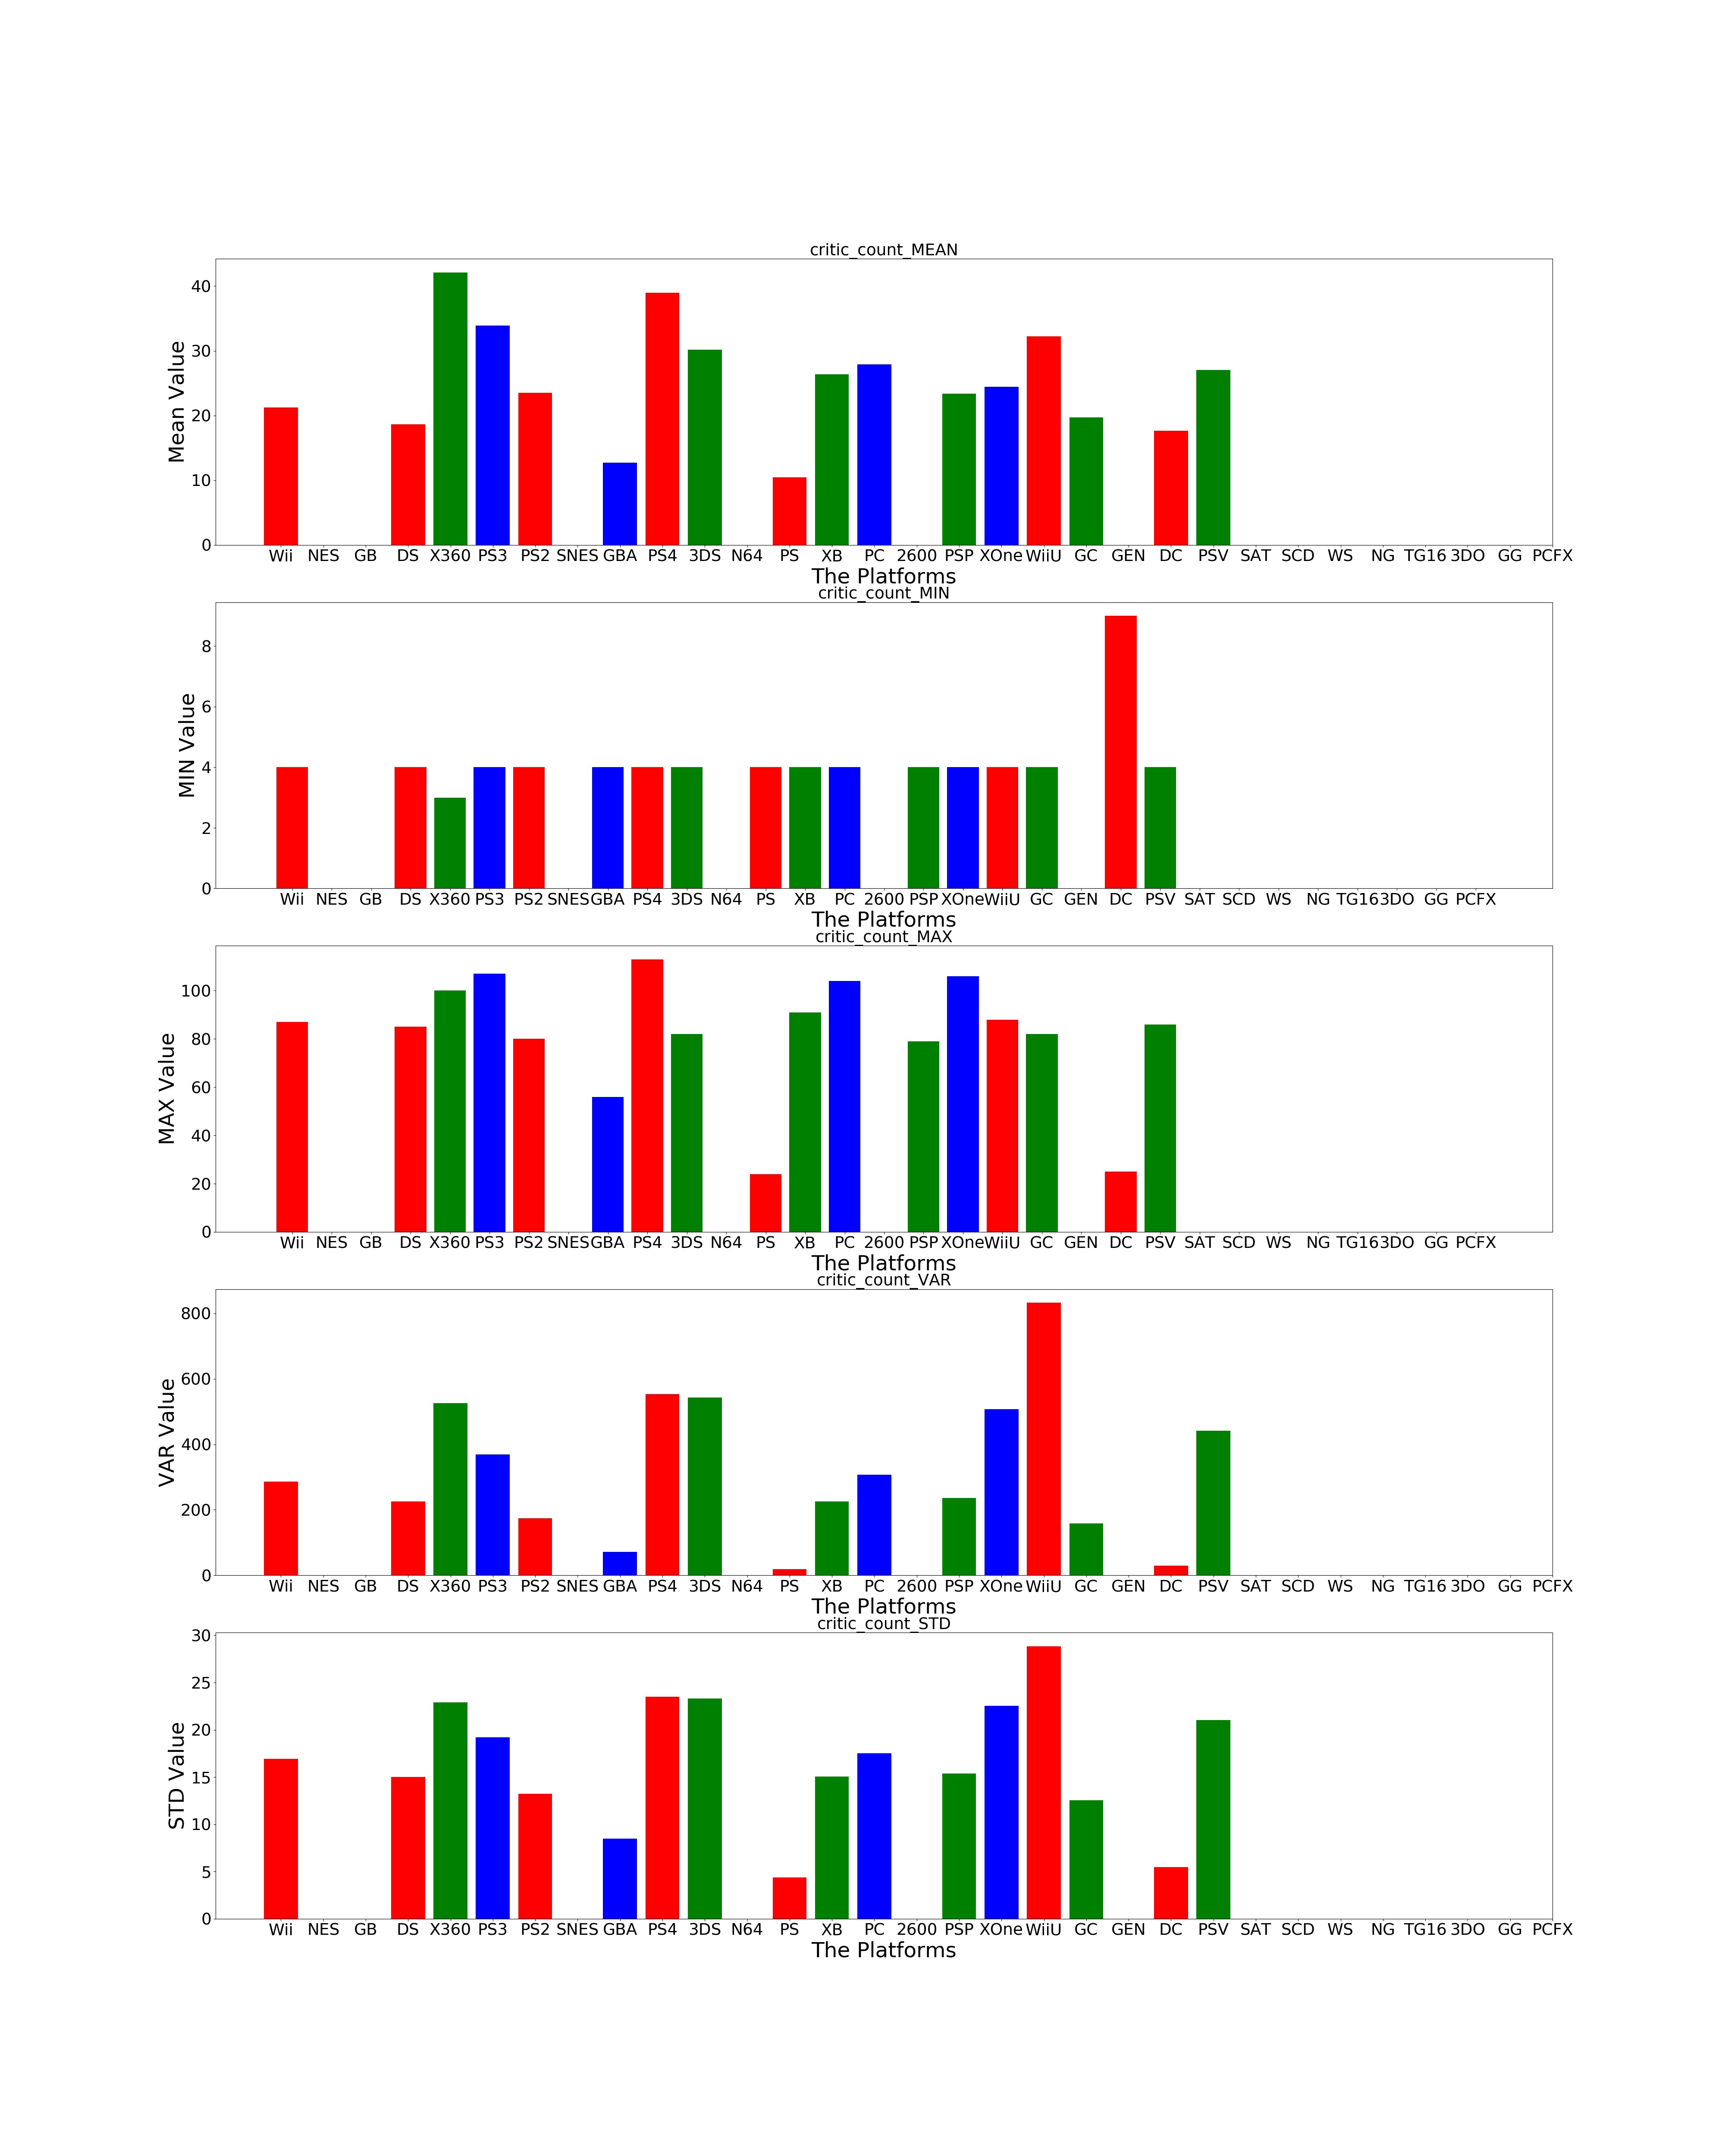 critic_count_MEAN
40
30
20
10
0
Mean Value
Wii NES GB DS X360 PS3 PS2 SNES GBA PS4 3DS N64 PS XB PC 2600 PSP XOne WiiU GC GEN DC PSV SAT SCD WS NG TG16 3DO GG PCFX
The Platforms
critic_count_MIN
8
6
4
2
0
MIN Value
Wii NES GB DS X360 PS3 PS2 SNES GBA PS4 3DS N64 PS XB PC 2600 PSP XOne WiiU GC GEN DC PSV SAT SCD WS NG TG16 3DO GG PCFX
The Platforms
critic_count_MAX
100
80
60
40
20
0
MAX Value
Wii NES GB DS X360 PS3 PS2 SNES GBA PS4 3DS N64 PS XB PC 2600 PSP XOne WiiU GC GEN DC PSV SAT SCD WS NG TG16 3DO GG PCFX
The Platforms
critic_count_VAR
800
600
400
200
0
VAR Value
Wii NES GB DS X360 PS3 PS2 SNES GBA PS4 3DS N64 PS XB PC 2600 PSP XOne WiiU GC GEN DC PSV SAT SCD WS NG TG16 3DO GG PCFX
The Platforms
critic_count_STD
30
25
20
15
10
5
0
STD Value
Wii NES GB DS X360 PS3 PS2 SNES GBA PS4 3DS N64 PS XB PC 2600 PSP XOne WiiU GC GEN DC PSV SAT SCD WS NG TG16 3DO GG PCFX
The Platforms